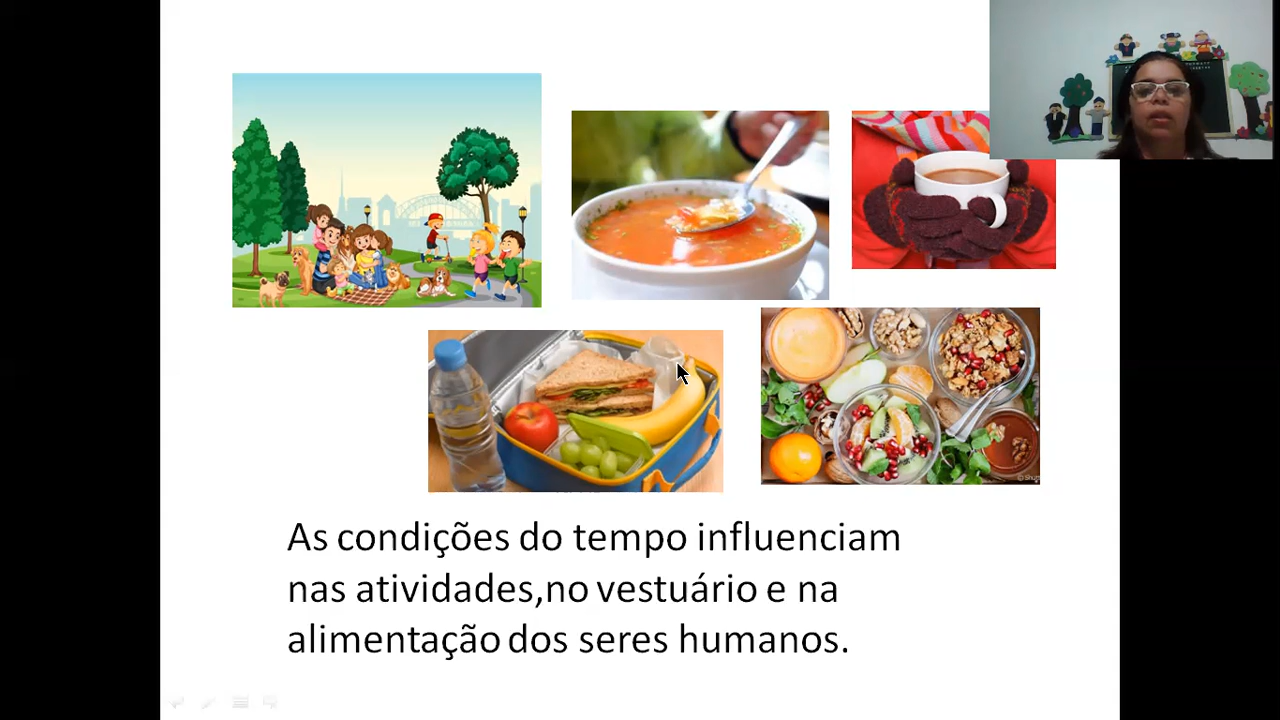 As condições do tempo influenciam
nas atividades,no vestuário e na
alimentação dos seres humanos.